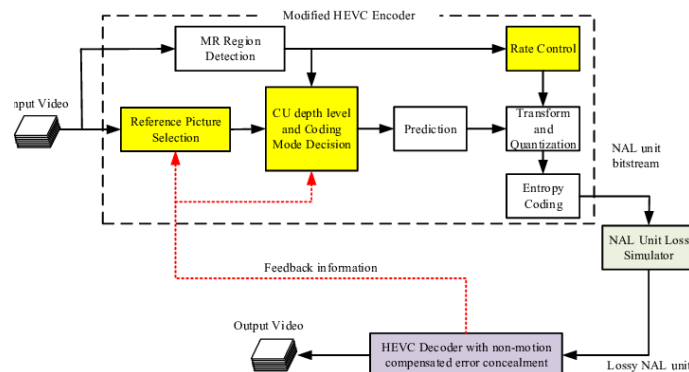 Modified HEVC Encoder
MR Region
Detection
Rate Control
nput Video
Reference Picture
Selection
CU depth level
and Coding
Mode Decision
Prediction
Transform
and
Quantization
NAL unit
bitstream
Entropy
Coding
NAL Unit Loss
Simulator
Feedback information
Output Video
HEVC Decoder with non-motion
compensated error concealment
Lossy NAL unit